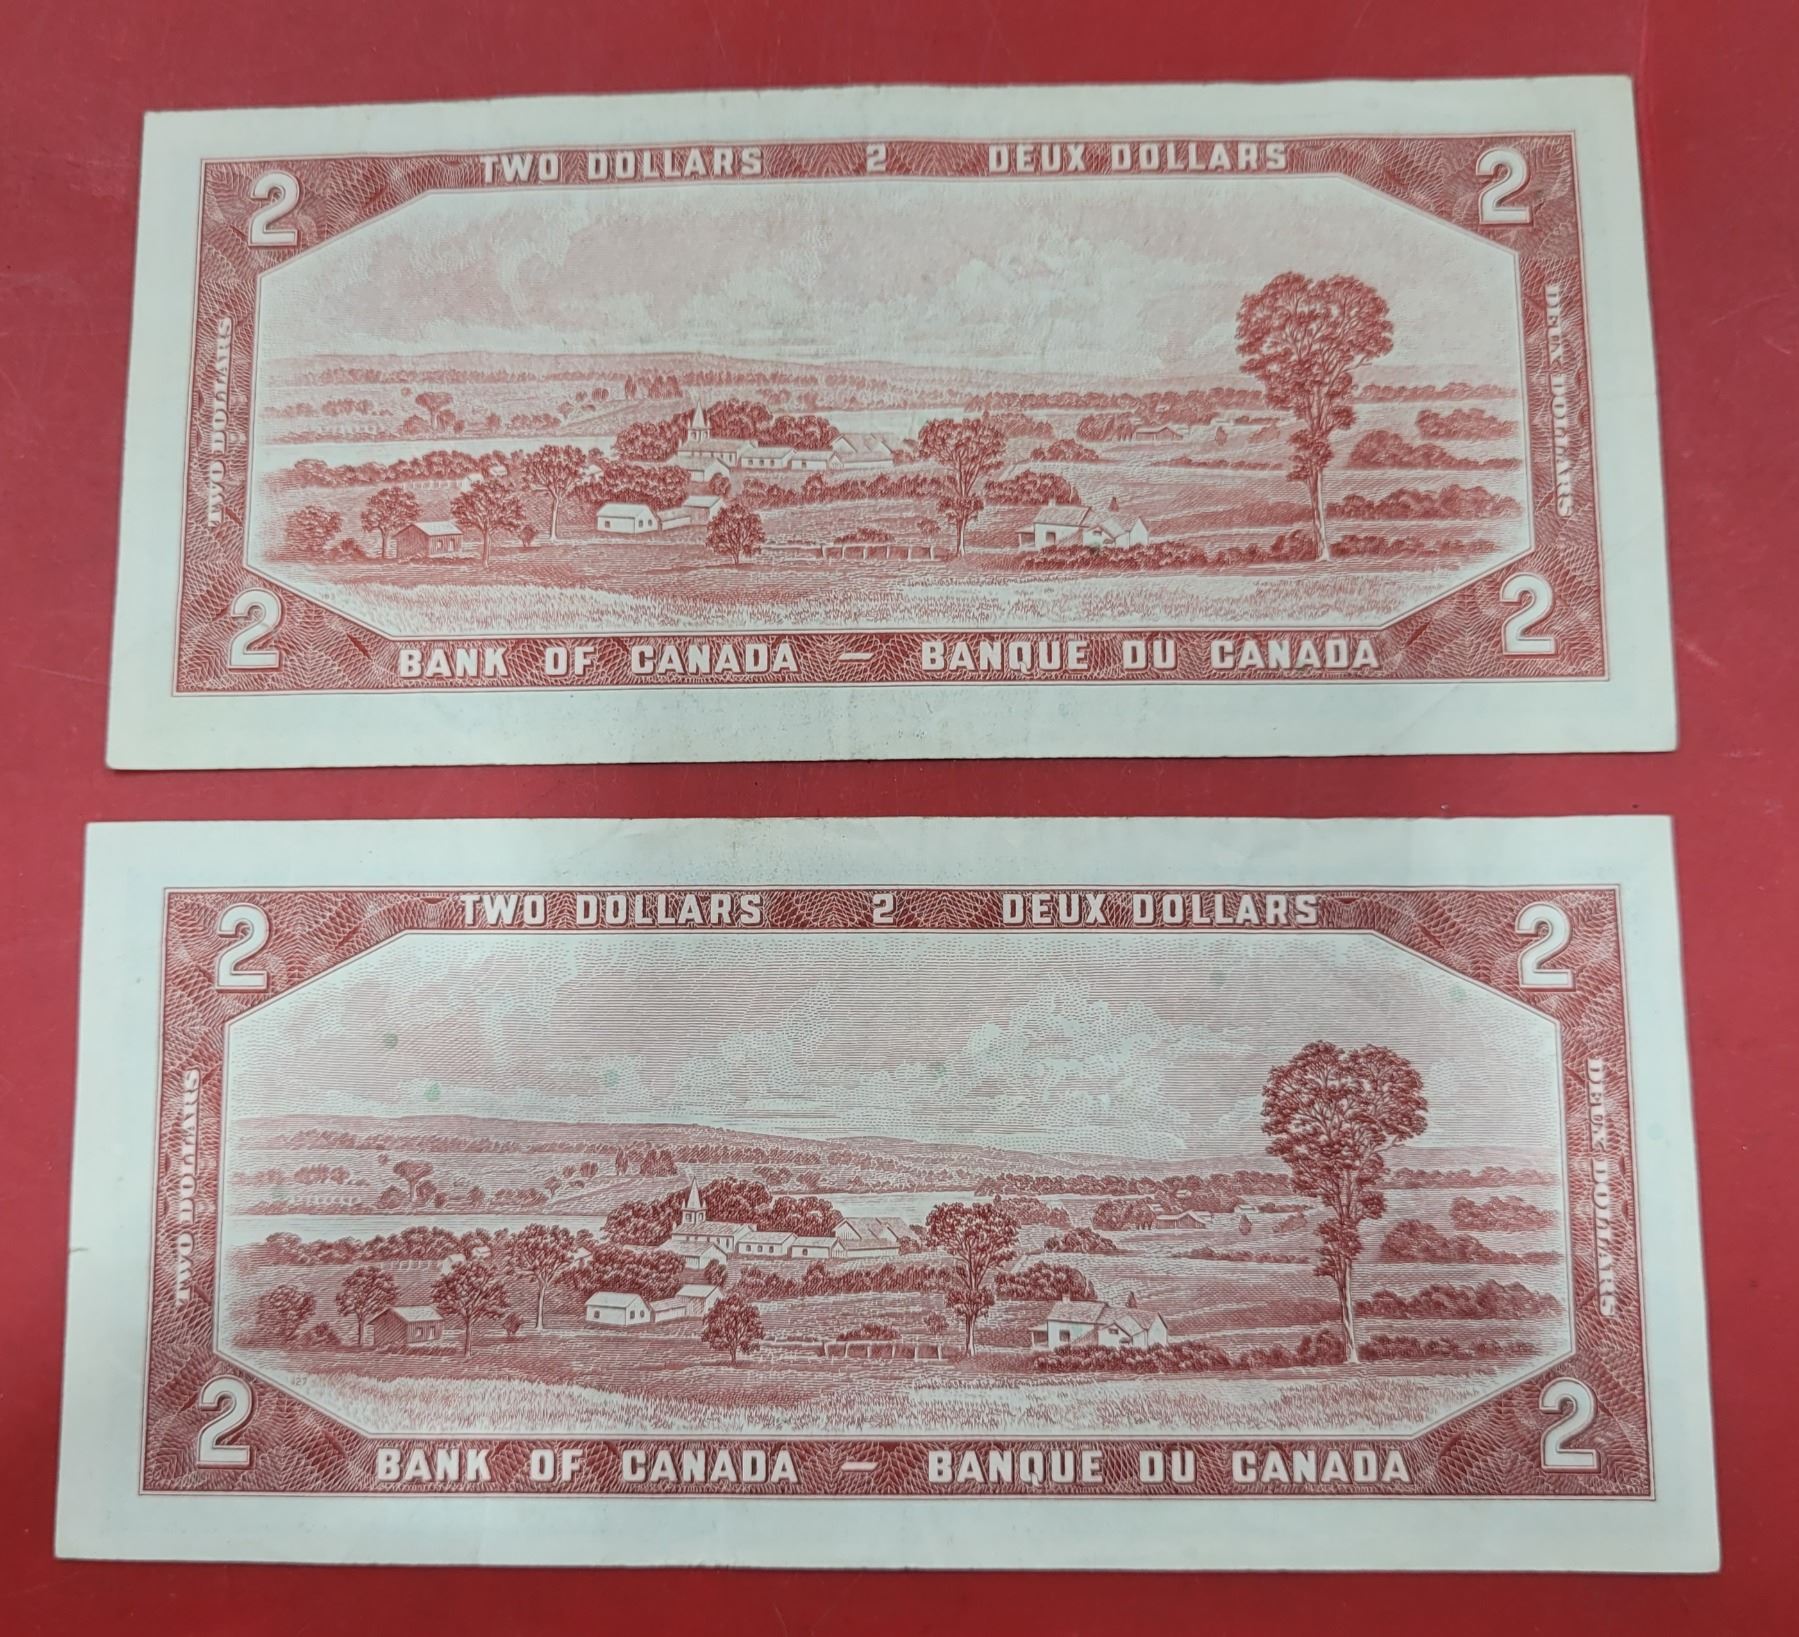 TWO DOLLARS 2 DEUX DOLLARS
2 2
TWO DOLLARS
DEUX DOLLARS
2 2
BANK OF CANADA — BANQUE DU CANADA
TWO DOLLARS 2 DEUX DOLLARS
2 2
TWO DOLLARS
DEUX DOLLARS
2 2
BANK OF CANADA — BANQUE DU CANADA